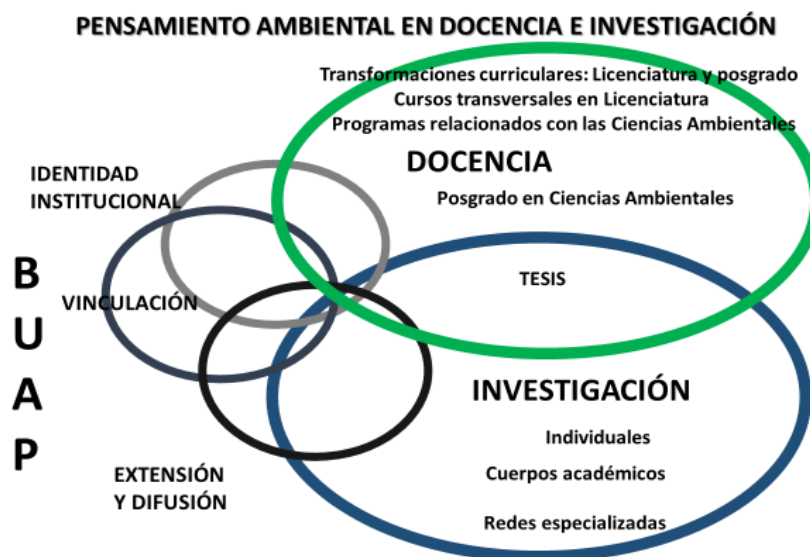 PENSAMIENTO AMBIENTAL EN DOCENCIA E INVESTIGACIÓN
Transformaciones curriculares: Licenciatura y posgrado
Cursos transversales en Licenciatura
Programas relacionados con las Ciencias Ambientales
DOCENCIA
Posgrado en Ciencias Ambientales
IDENTIDAD
INSTITUCIONAL
TESIS
VINCULACIÓN
B
U
A
P
INVESTIGACIÓN
Individuales
Cuerpos académicos
Redes especializadas
EXTENSIÓN
Y DIFUSIÓN